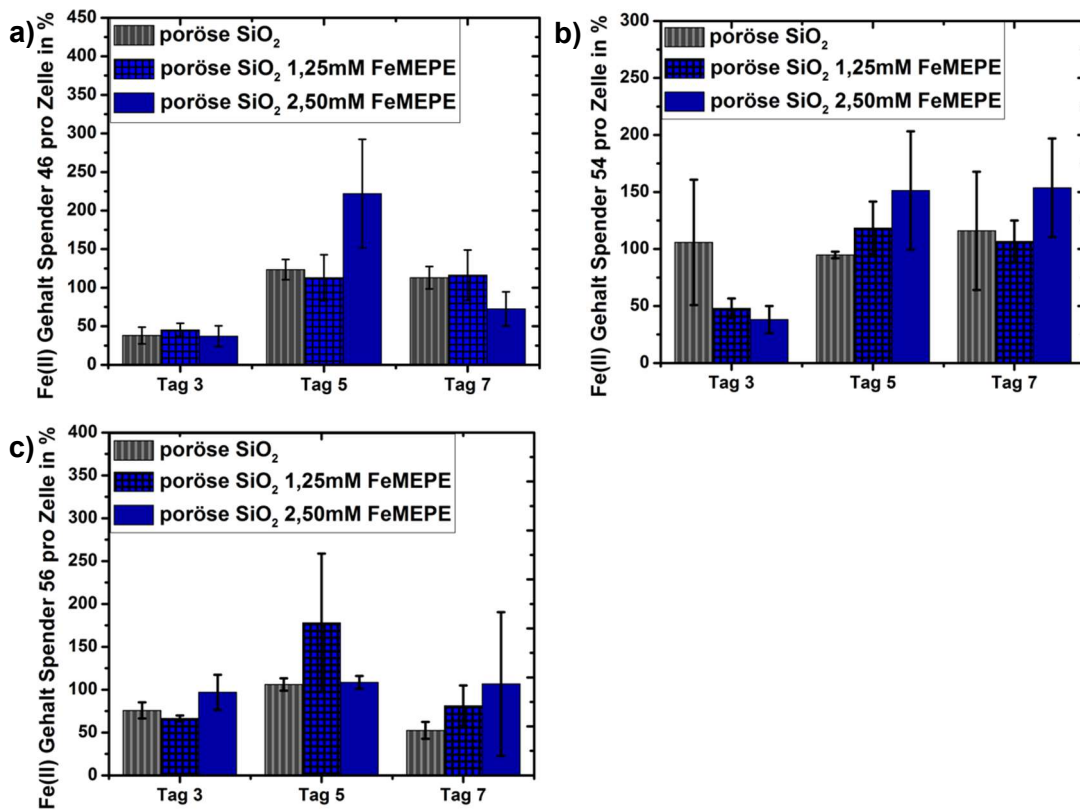 a)
Fe(II) Gehalt Spender 46 pro Zelle in %
450
400
350
300
250
200
150
100
50
0
poröse SiO₂
poröse SiO₂ 1,25mM FeMEPE
poröse SiO₂ 2,50mM FeMEPE
Tag 3 Tag 5 Tag 7
b)
Fe(II) Gehalt Spender 54 pro Zelle in %
300
250
200
150
100
50
0
poröse SiO₂
poröse SiO₂ 1,25mM FeMEPE
poröse SiO₂ 2,50mM FeMEPE
Tag 3 Tag 5 Tag 7
c)
Fe(II) Gehalt Spender 56 pro Zelle in %
400
350
300
250
200
150
100
50
0
poröse SiO₂
poröse SiO₂ 1,25mM FeMEPE
poröse SiO₂ 2,50mM FeMEPE
Tag 3 Tag 5 Tag 7